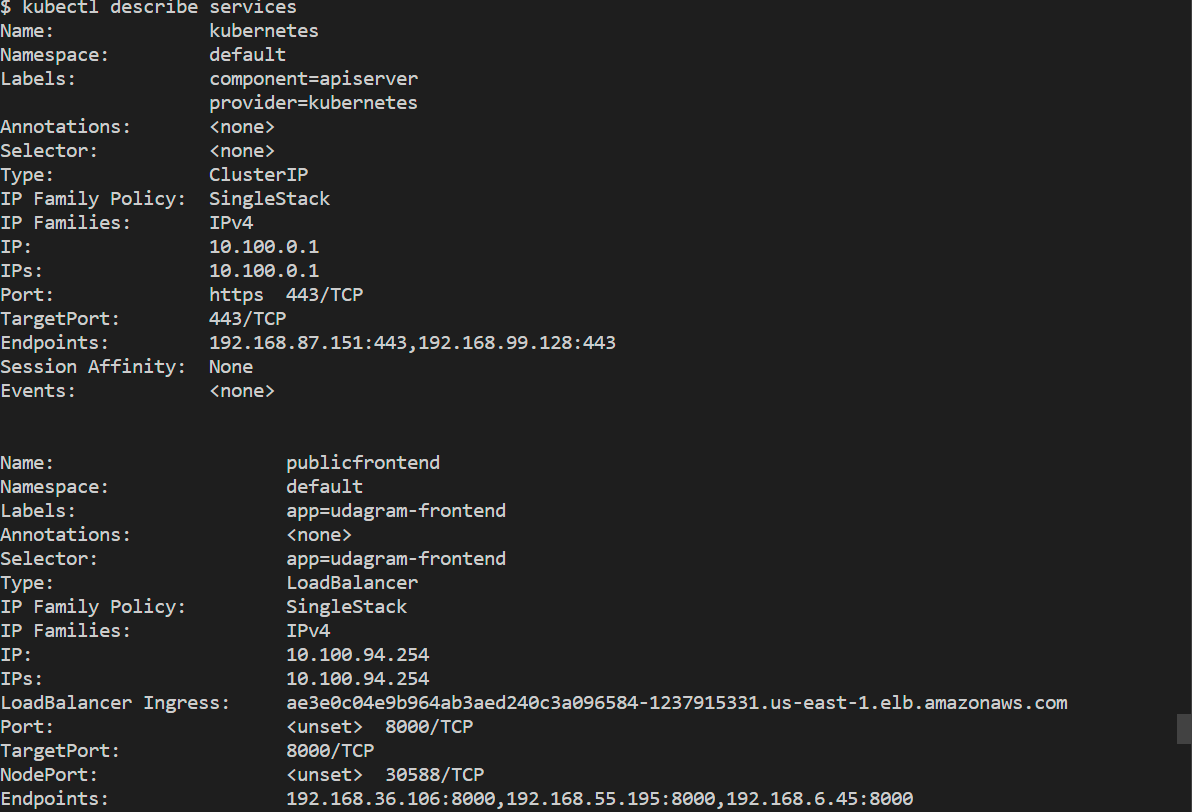 $ kubectl describe services
Name:              kubernetes
Namespace:         default
Labels:            component=apiserver
                   provider=kubernetes
Annotations:       <none>
Selector:          <none>
Type:              ClusterIP
IP Family Policy:  SingleStack
IP Families:       IPv4
IP:                10.100.0.1
IPs:               10.100.0.1
Port:              https  443/TCP
TargetPort:        443/TCP
Endpoints:         192.168.87.151:443,192.168.99.128:443
Session Affinity:  None
Events:            <none>
Name:                     publicfrontend
Namespace:                default
Labels:                   app=udagram-frontend
Annotations:              <none>
Selector:                 app=udagram-frontend
Type:                     LoadBalancer
IP Family Policy:         SingleStack
IP Families:              IPv4
IP:                       10.100.94.254
IPs:                      10.100.94.254
LoadBalancer Ingress:     ae3e0c04e9b964ab3aed240c3a096584-1237915331.us-east-1.elb.amazonaws.com
Port:                     <unset>  8000/TCP
TargetPort:               8000/TCP
NodePort:                 <unset>  30588/TCP
Endpoints:                192.168.36.106:8000,192.168.55.195:8000,192.168.6.45:8000